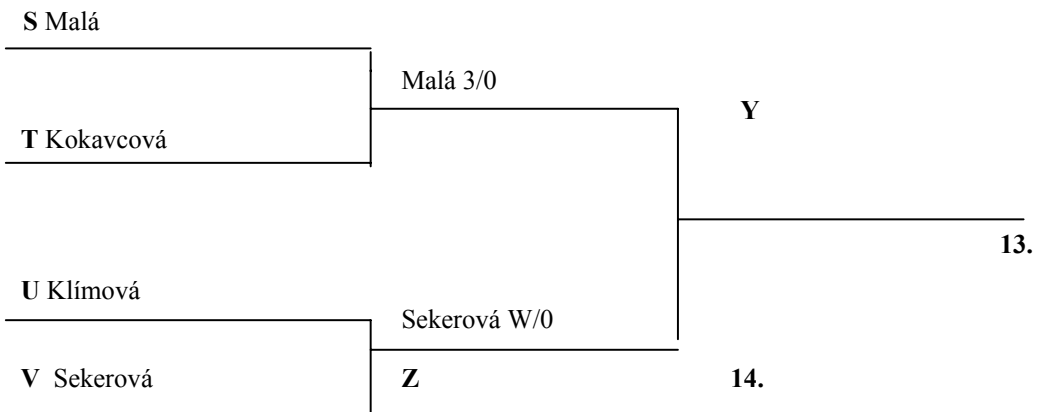 S Malá
Malá 3/0
Y
T Kokavcová
13.
U Klímová
Sekerová W/0
V Sekerová
Z
14.